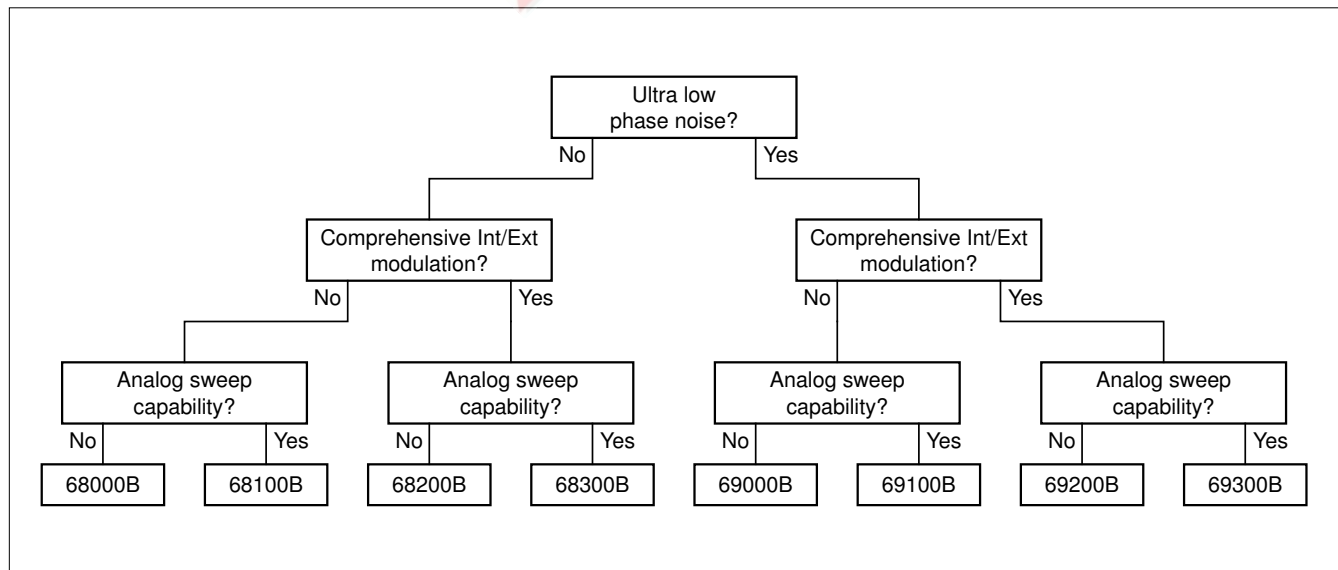 Ultra low
phase noise?
No
Yes
Comprehensive Int/Ext
modulation?
Comprehensive Int/Ext
modulation?
No
Yes
No
Yes
Analog sweep
capability?
Analog sweep
capability?
Analog sweep
capability?
Analog sweep
capability?
No
Yes
No
Yes
No
Yes
No
Yes
68000B
68100B
68200B
68300B
69000B
69100B
69200B
69300B